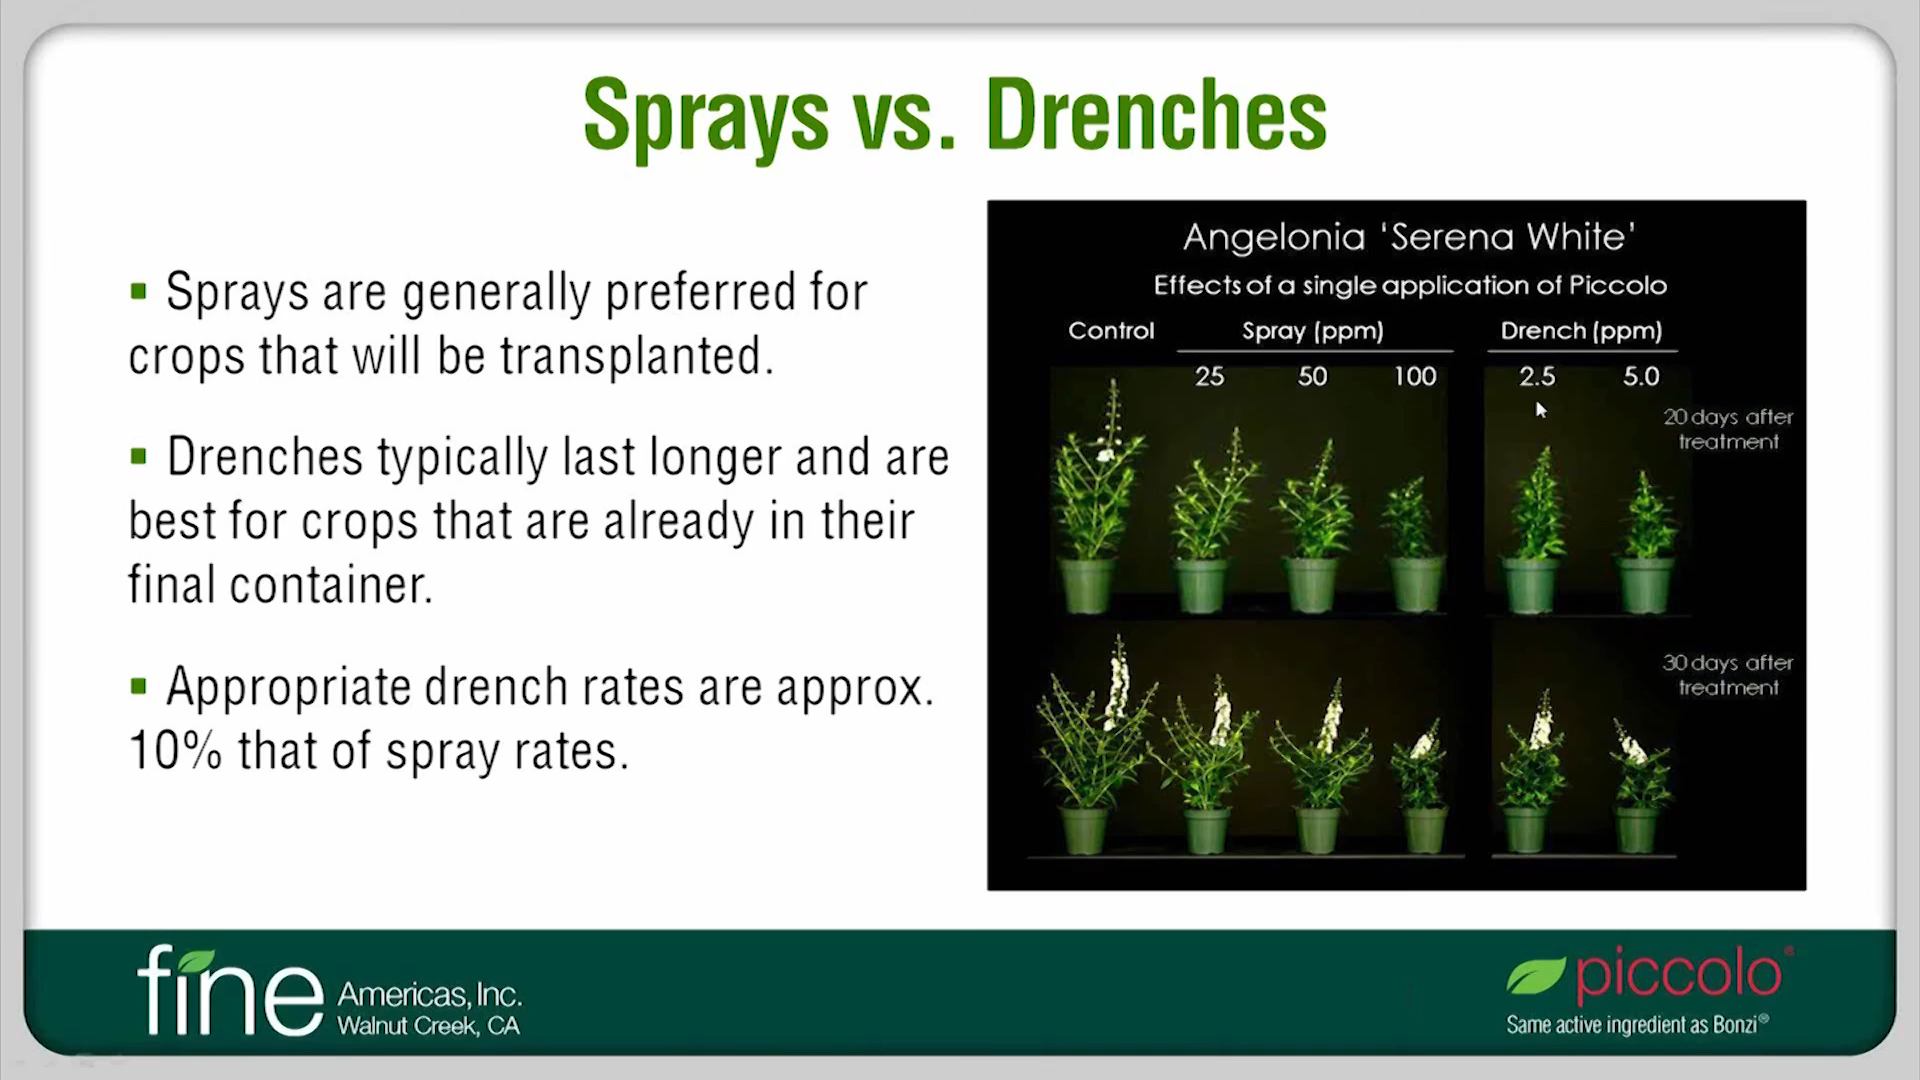 Sprays vs. Drenches
▪ Sprays are generally preferred for
crops that will be transplanted.
▪ Drenches typically last longer and are
best for crops that are already in their
final container.
▪ Appropriate drench rates are approx.
10% that of spray rates.
Angelonia ‘Serena White’
Effects of a single application of Piccolo
Control Spray (ppm) Drench (ppm)
25 50 100 2.5 5.0
20 days after
treatment
30 days after
treatment
fine Americas, Inc.
Walnut Creek, CA
piccolo®
Same active ingredient as Bonzi®